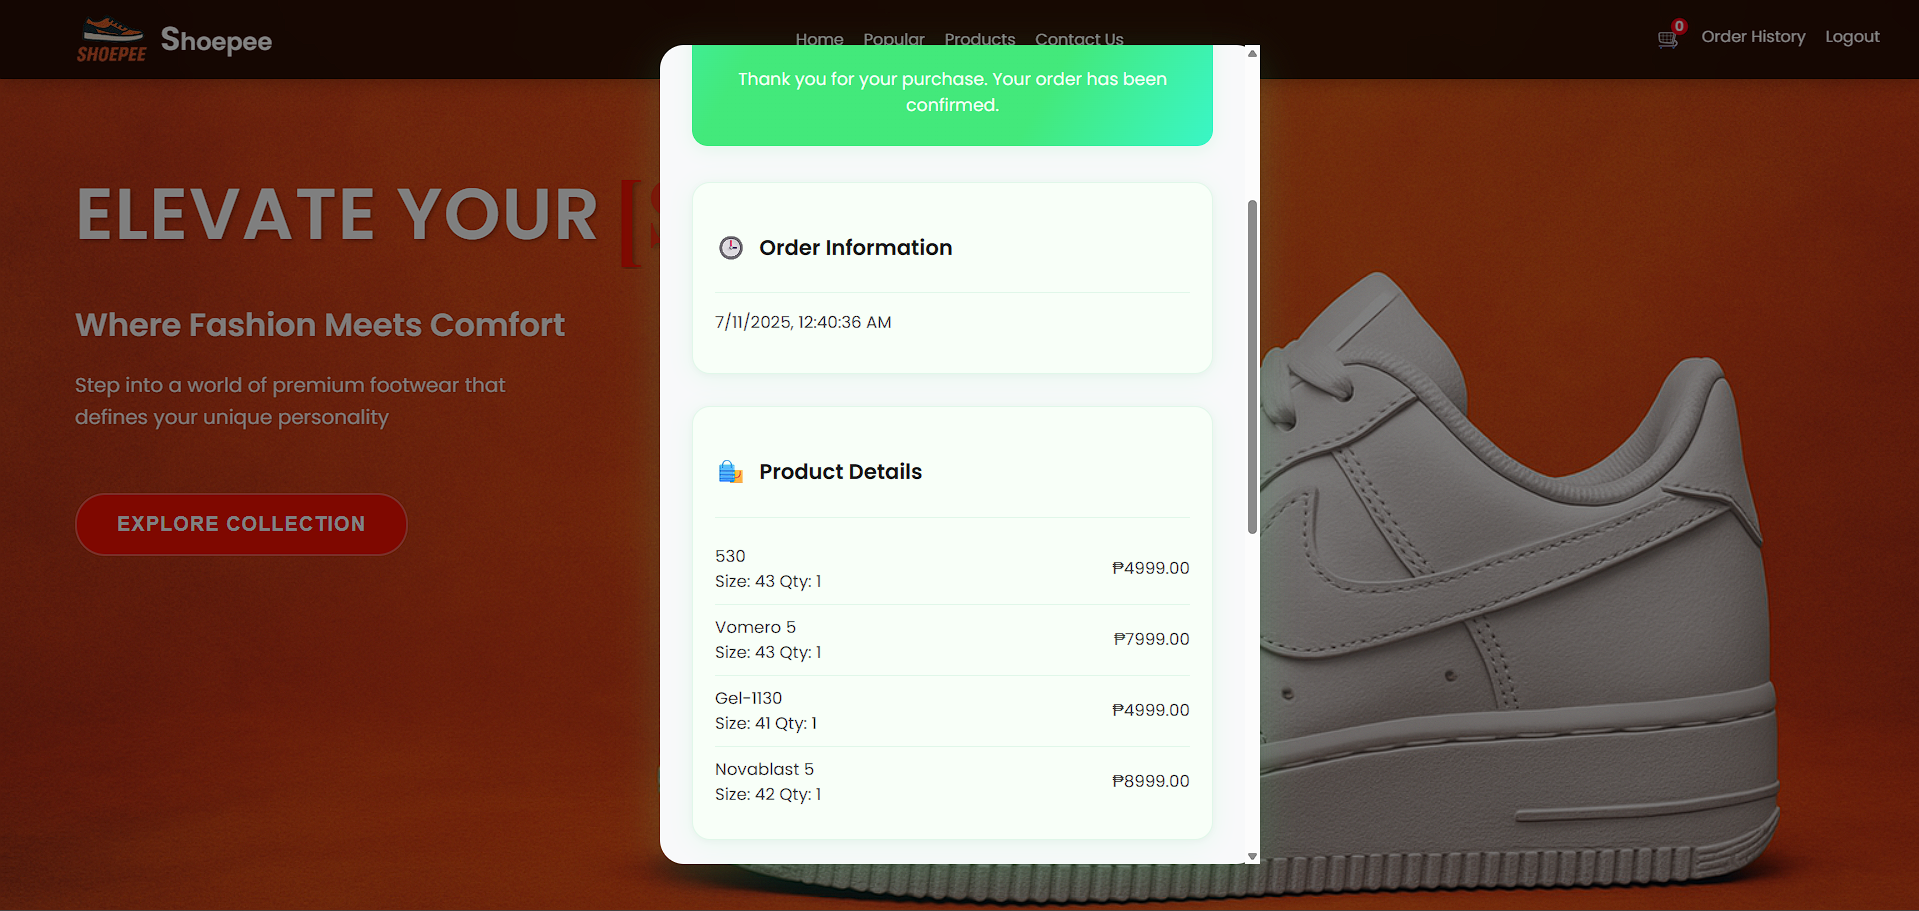 SHOEPEE
Shoepee
Home Popular Products Contact Us
0
Order History Logout
Thank you for your purchase. Your order has been
confirmed.
ELEVATE YOUR [
Where Fashion Meets Comfort
Step into a world of premium footwear that
defines your unique personality
EXPLORE COLLECTION
Order Information
7/11/2025, 12:40:36 AM
Product Details
530
Size: 43 Qty: 1
₱4999.00
Vomero 5
Size: 43 Qty: 1
₱7999.00
Gel-1130
Size: 41 Qty: 1
₱4999.00
Novablast 5
Size: 42 Qty: 1
₱8999.00